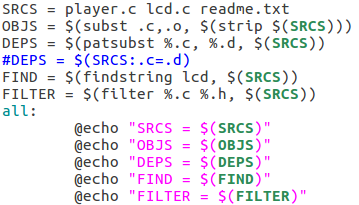 SRCS = player.c lcd.c readme.txt
OBJS = $(subst .c,.o, $(strip $(SRCS)))
DEPS = $(patsubst %.c, %.d, $(SRCS))
#DEPS = $(SRCS:.c=.d)
FIND = $(findstring lcd, $(SRCS))
FILTER = $(filter %.c %.h, $(SRCS))
all:
@echo "SRCS = $(SRCS)"
@echo "OBJS = $(OBJS)"
@echo "DEPS = $(DEPS)"
@echo "FIND = $(FIND)"
@echo "FILTER = $(FILTER)"